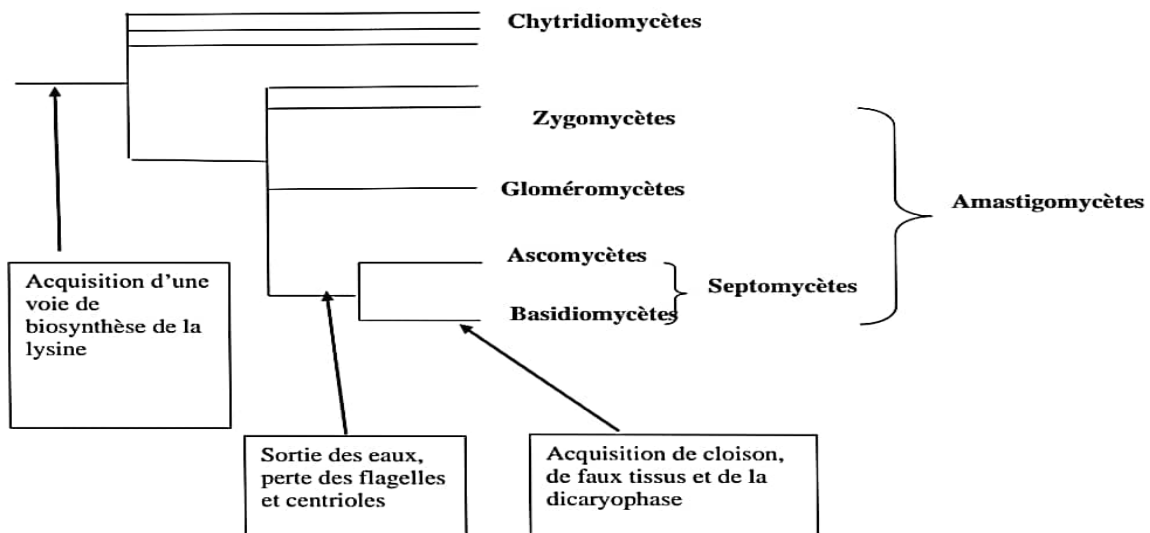 Chytridiomycètes
Zygomycètes
Gloméromycètes
Amastigomycètes
Ascomycètes
Septomycètes
Basidiomycètes
Acquisition d'une
voie de
biosynthèse de la
lysine
Sortie des eaux,
perte des flagelles
et centrioles
Acquisition de cloison,
de faux tissus et de la
dicaryophase